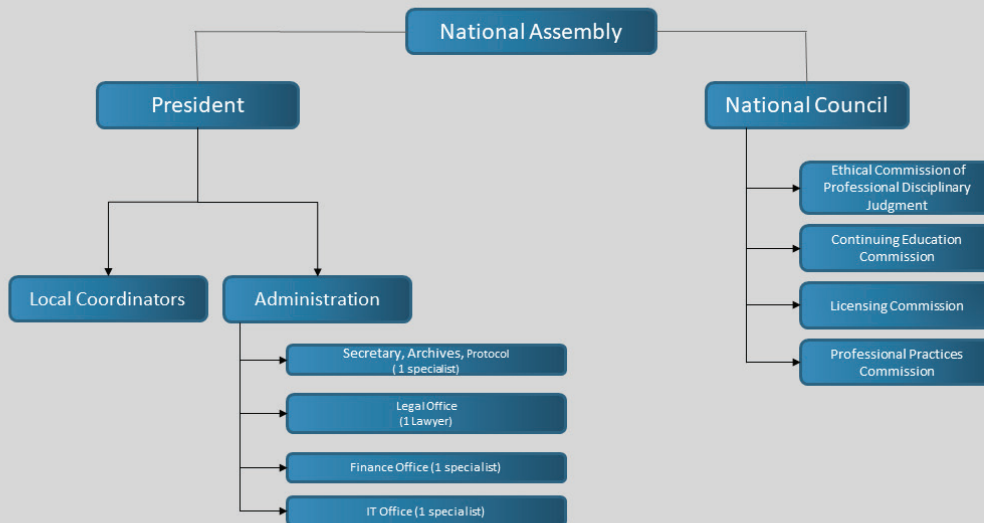 National Assembly
President
National Council
Ethical Commission of
Professional Disciplinary
Judgment
Continuing Education
Commission
Licensing Commission
Professional Practices
Commission
Local Coordinators
Administration
Secretary, Archives, Protocol
( 1 specialist)
Legal Office
(1 Lawyer)
Finance Office (1 specialist)
IT Office (1 specialist)